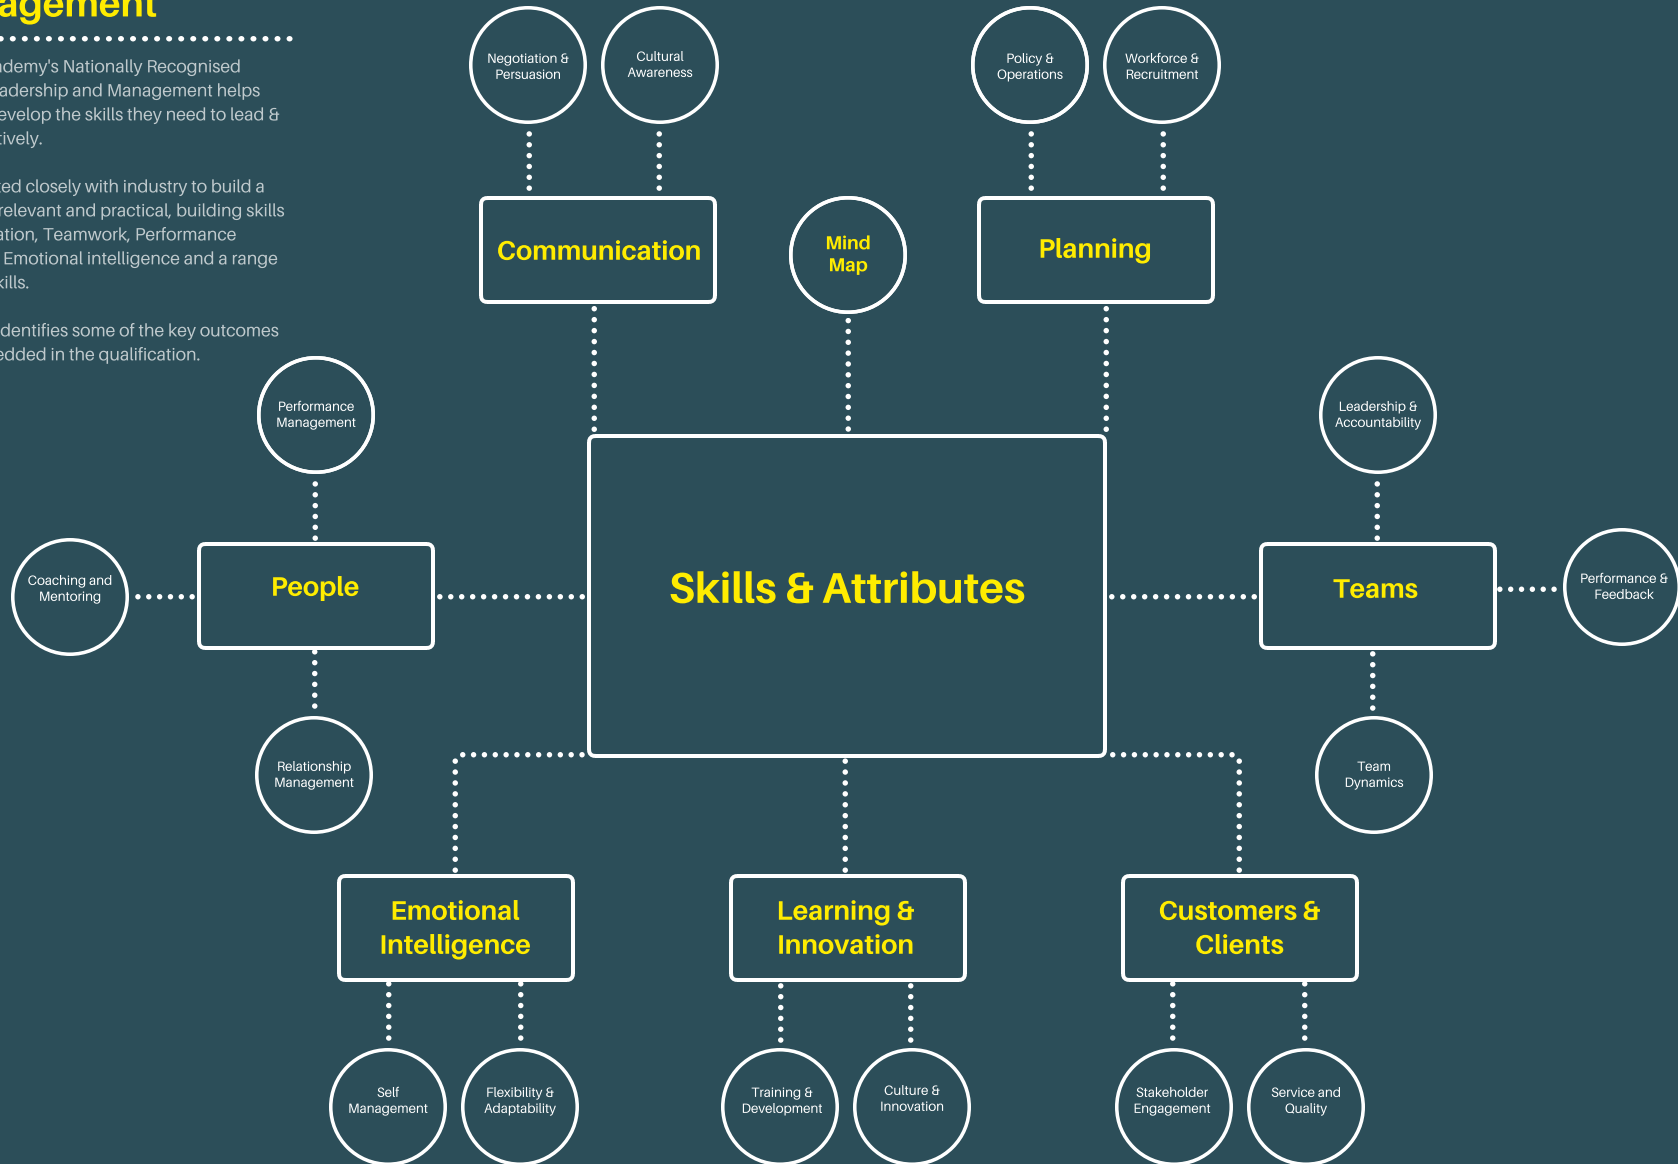 agement
ademy's Nationally Recognised
adership and Management helps
evelop the skills they need to lead &
tively.
ted closely with industry to build a
relevant and practical, building skills
ation, Teamwork, Performance
Emotional intelligence and a range
kills.
identifies some of the key outcomes
edded in the qualification.
Negotiation &
Persuasion
Cultural
Awareness
Policy &
Operations
Workforce &
Recruitment
Communication
Mind
Map
Planning
Performance
Management
Leadership &
Accountability
Coaching and
Mentoring
People
Skills & Attributes
Teams
Performance &
Feedback
Relationship
Management
Team
Dynamics
Emotional
Intelligence
Learning &
Innovation
Customers &
Clients
Self
Management
Flexibility &
Adaptability
Training &
Development
Culture &
Innovation
Stakeholder
Engagement
Service and
Quality